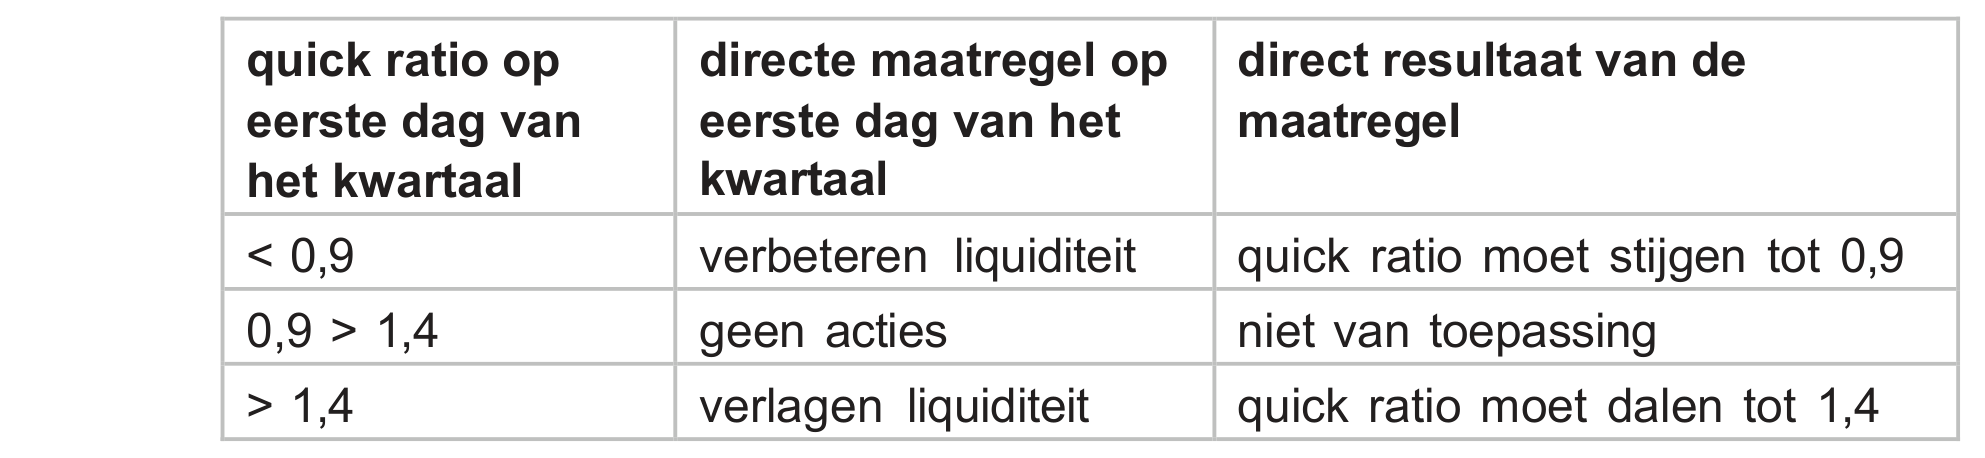 quick ratio op
eerste dag van
het kwartaal
directe maatregel op
eerste dag van het
kwartaal
direct resultaat van de
maatregel
< 0,9
verbeteren liquiditeit
quick ratio moet stijgen tot 0,9
0,9 > 1,4
geen acties
niet van toepassing
> 1,4
verlagen liquiditeit
quick ratio moet dalen tot 1,4